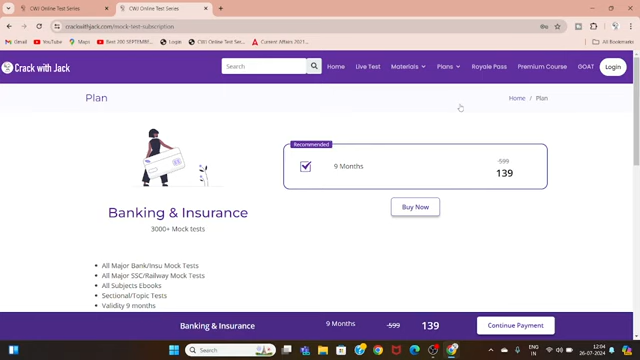 CWJ Online Test Series
CWJ Online Test Series
crackwithjack.com/mock-test-subscription
Gmail
YouTube
Maps
Best 200 SEPTEMBE...
Login
CWJ Online Test Ser...
Current Affairs 2021...
All Bookmarks
Crack with Jack
Search
Home
Live Test
Materials
Plans
Royale Pass
Premium Course
GOAT
Login
Plan
Home / Plan
Recommended
9 Months
599
139
Buy Now
Banking & Insurance
3000+ Mock tests
All Major Bank/Insu Mock Tests
All Major SSC/Railway Mock Tests
All Subjects Ebooks
Sectional/Topic Tests
Validity 9 months
Banking & Insurance
9 Months
599
139
Continue Payment
Search
ENG
IN
12:04
26-07-2024